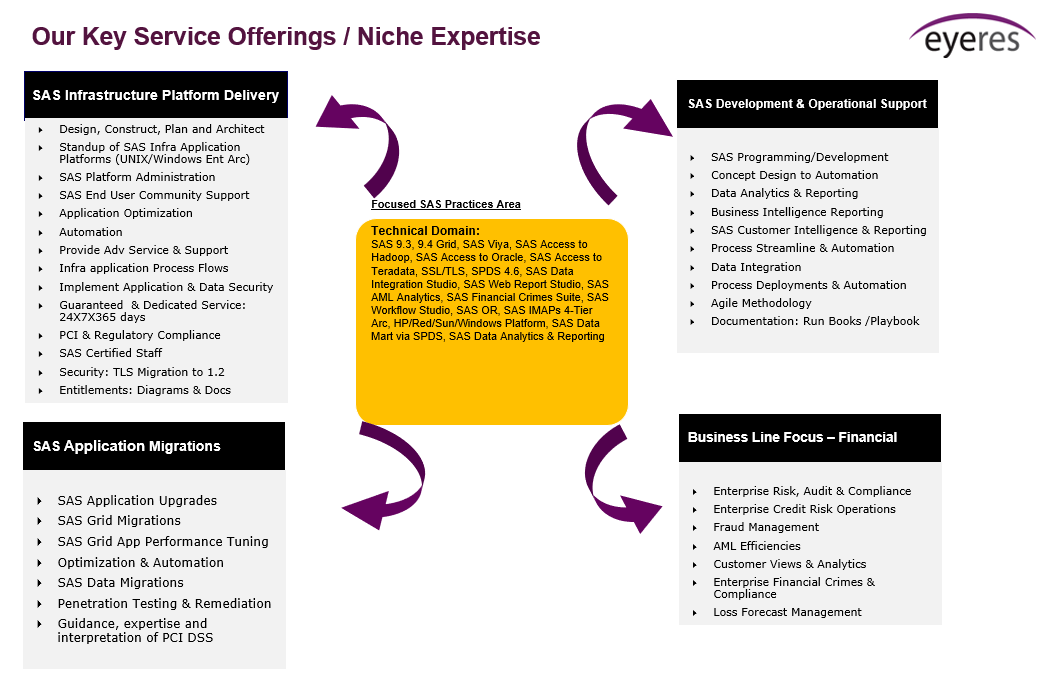 Our Key Service Offerings / Niche Expertise
eyeres
SAS Infrastructure Platform Delivery
Design, Construct, Plan and Architect
Standup of SAS Infra Application
Platforms (UNIX/Windows Ent Arc)
SAS Platform Administration
SAS End User Community Support
Application Optimization
Automation
Provide Adv Service & Support
Infra application Process Flows
Implement Application & Data Security
Guaranteed & Dedicated Service:
24X7X365 days
PCI & Regulatory Compliance
SAS Certified Staff
Security: TLS Migration to 1.2
Entitlements: Diagrams & Docs
SAS Development & Operational Support
SAS Programming/Development
Concept Design to Automation
Data Analytics & Reporting
Business Intelligence Reporting
SAS Customer Intelligence & Reporting
Process Streamline & Automation
Data Integration
Process Deployments & Automation
Agile Methodology
Documentation: Run Books /Playbook
Focused SAS Practices Area
Technical Domain:
SAS 9.3, 9.4 Grid, SAS Viya, SAS Access to
Hadoop, SAS Access to Oracle, SAS Access to
Teradata, SSL/TLS, SPDS 4.6, SAS Data
Integration Studio, SAS Web Report Studio, SAS
AML Analytics, SAS Financial Crimes Suite, SAS
Workflow Studio, SAS OR, SAS IMAPs 4-Tier
Arc, HP/Red/Sun/Windows Platform, SAS Data
Mart via SPDS, SAS Data Analytics & Reporting
SAS Application Migrations
SAS Application Upgrades
SAS Grid Migrations
SAS Grid App Performance Tuning
Optimization & Automation
SAS Data Migrations
Penetration Testing & Remediation
Guidance, expertise and
interpretation of PCI DSS
Business Line Focus – Financial
Enterprise Risk, Audit & Compliance
Enterprise Credit Risk Operations
Fraud Management
AML Efficiencies
Customer Views & Analytics
Enterprise Financial Crimes &
Compliance
Loss Forecast Management